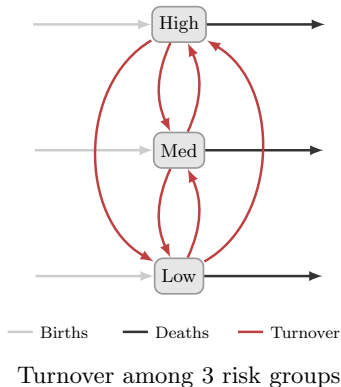 High
Med
Low
Births Deaths Turnover
Turnover among 3 risk groups